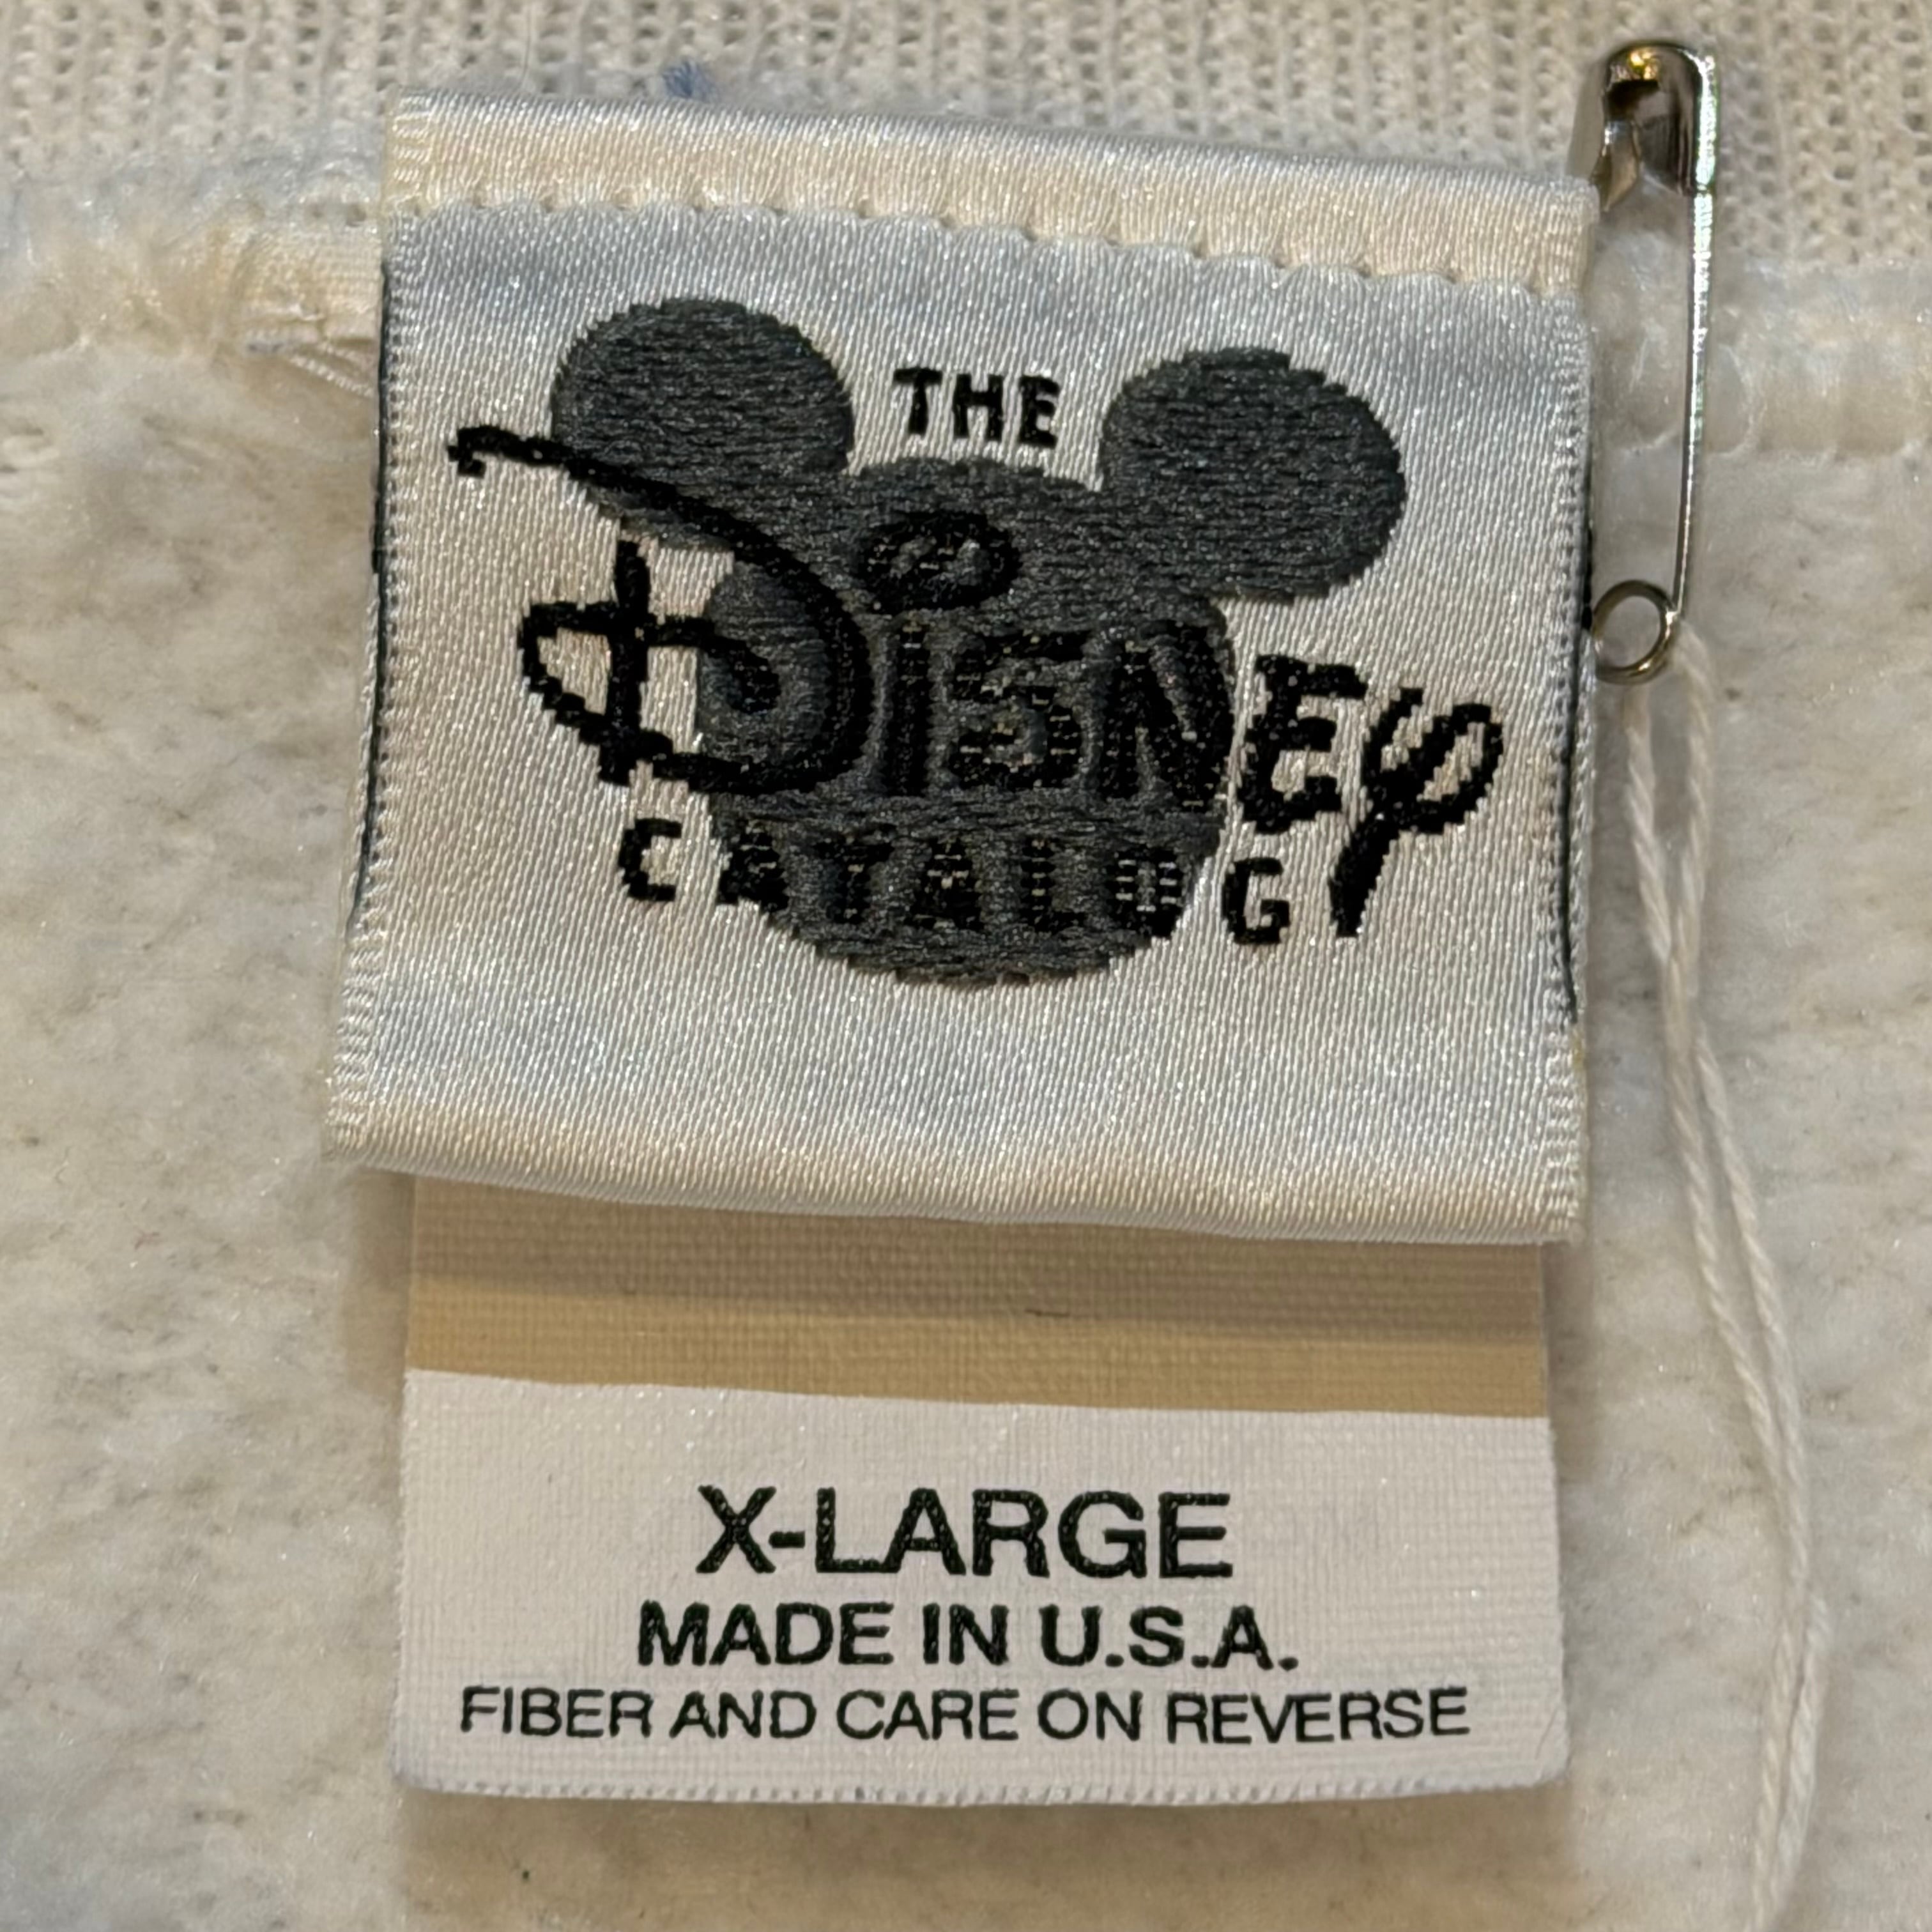 THE
DiSNEY
CATALOG
X-LARGE
MADE IN U.S.A.
FIBER AND CARE ON REVERSE